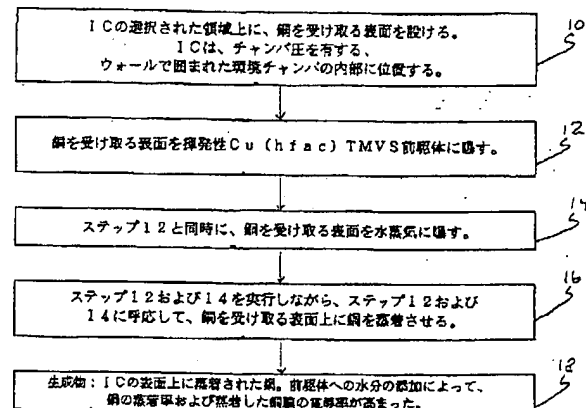 ICの選択された領域上に、銅を受け取る表面を設ける。
ICは、チャンバ圧を有する、
ウォールで囲まれた環境チャンバの内部に位置する。
10
銅を受け取る表面を揮発性Cu(hfac)TMVS前駆体に曝す。
12
ステップ12と同時に、銅を受け取る表面を水蒸気に曝す。
14
ステップ12および14を実行しながら、ステップ12および
14に呼応して、銅を受け取る表面上に銅を蒸着させる。
16
生成物:ICの表面上に蒸着された銅。前駆体への水分の添加によって、
銅の蒸着率および蒸着した銅膜の電導率が高まった。
18